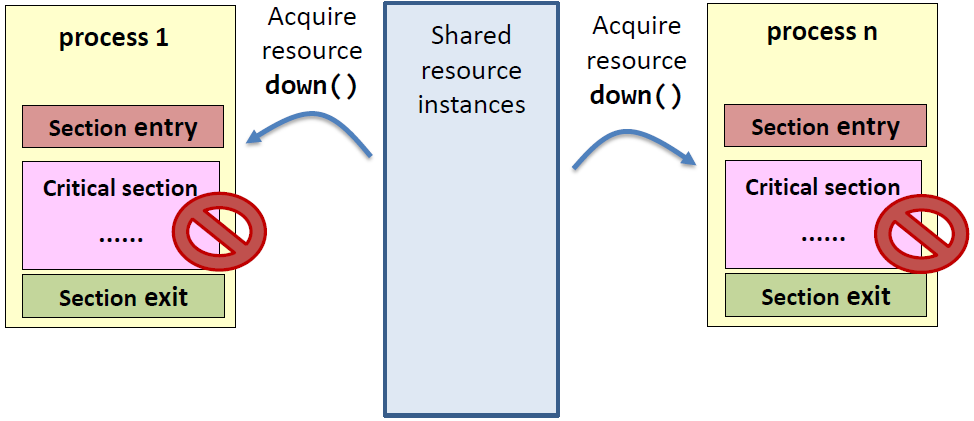 process 1
Section entry
Critical section
......
Section exit
Acquire
resource
down()
Shared
resource
instances
Acquire
resource
down()
process n
Section entry
Critical section
......
Section exit